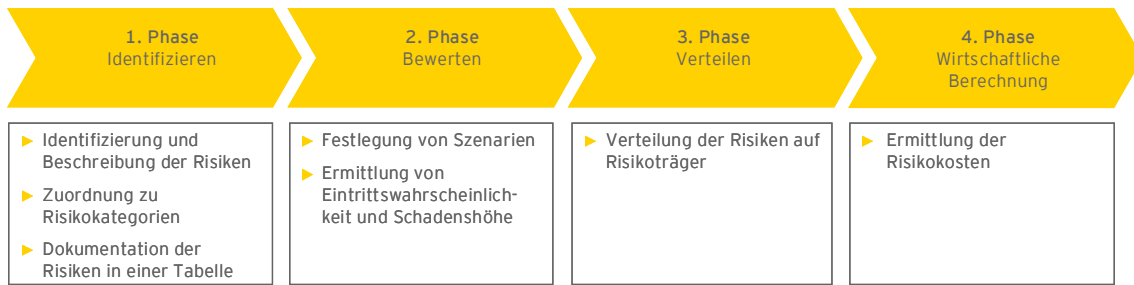 1. Phase
Identifizieren
2. Phase
Bewerten
3. Phase
Verteilen
4. Phase
Wirtschaftliche
Berechnung
Identifizierung und
Beschreibung der Risiken
Zuordnung zu
Risikokategorien
Dokumentation der
Risiken in einer Tabelle
Festlegung von Szenarien
Ermittlung von
Eintrittswahrscheinlich-
keit und Schadenshöhe
Verteilung der Risiken auf
Risikoträger
Ermittlung der
Risikokosten